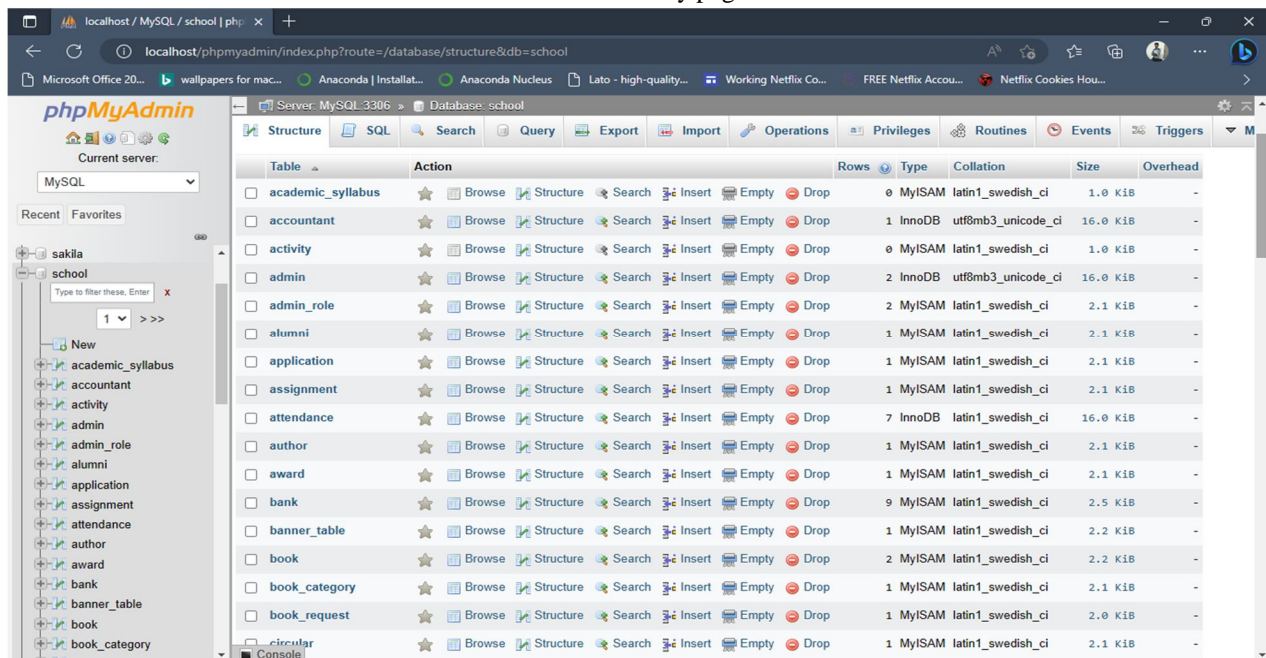 localhost / MySQL / school | php
localhost/phpmyadmin/index.php?route=/database/structure&db=school
Microsoft Office 20... wallpapers for mac... Anaconda | Installat... Anaconda Nucleus Lato - high-quality... Working Netflix Co... FREE Netflix Accou... Netflix Cookies Hou...
phpMyAdmin
Current server:
MySQL
Recent Favorites
sakila
school
Type to filter these, Enter X
1 > >>
New
academic_syllabus
accountant
activity
admin
admin_role
alumni
application
assignment
attendance
author
award
bank
banner_table
book
book_category
Server: MySQL:3306 » Database: school
Structure SQL Search Query Export Import Operations Privileges Routines Events Triggers M
Table Action Rows Type Collation Size Overhead
academic_syllabus Browse Structure Search Insert Empty Drop 0 MyISAM latin1_swedish_ci 1.0 KiB -
accountant Browse Structure Search Insert Empty Drop 1 InnoDB utf8mb3_unicode_ci 16.0 KiB -
activity Browse Structure Search Insert Empty Drop 0 MyISAM latin1_swedish_ci 1.0 KiB -
admin Browse Structure Search Insert Empty Drop 2 InnoDB utf8mb3_unicode_ci 16.0 KiB -
admin_role Browse Structure Search Insert Empty Drop 2 MyISAM latin1_swedish_ci 2.1 KiB -
alumni Browse Structure Search Insert Empty Drop 1 MyISAM latin1_swedish_ci 2.1 KiB -
application Browse Structure Search Insert Empty Drop 1 MyISAM latin1_swedish_ci 2.1 KiB -
assignment Browse Structure Search Insert Empty Drop 1 MyISAM latin1_swedish_ci 2.1 KiB -
attendance Browse Structure Search Insert Empty Drop 7 InnoDB latin1_swedish_ci 16.0 KiB -
author Browse Structure Search Insert Empty Drop 1 MyISAM latin1_swedish_ci 2.1 KiB -
award Browse Structure Search Insert Empty Drop 1 MyISAM latin1_swedish_ci 2.1 KiB -
bank Browse Structure Search Insert Empty Drop 9 MyISAM latin1_swedish_ci 2.5 KiB -
banner_table Browse Structure Search Insert Empty Drop 1 MyISAM latin1_swedish_ci 2.2 KiB -
book Browse Structure Search Insert Empty Drop 2 MyISAM latin1_swedish_ci 2.2 KiB -
book_category Browse Structure Search Insert Empty Drop 1 MyISAM latin1_swedish_ci 2.1 KiB -
book_request Browse Structure Search Insert Empty Drop 1 MyISAM latin1_swedish_ci 2.0 KiB -
circular Browse Structure Search Insert Empty Drop 1 MyISAM latin1_swedish_ci 2.1 KiB -
Console